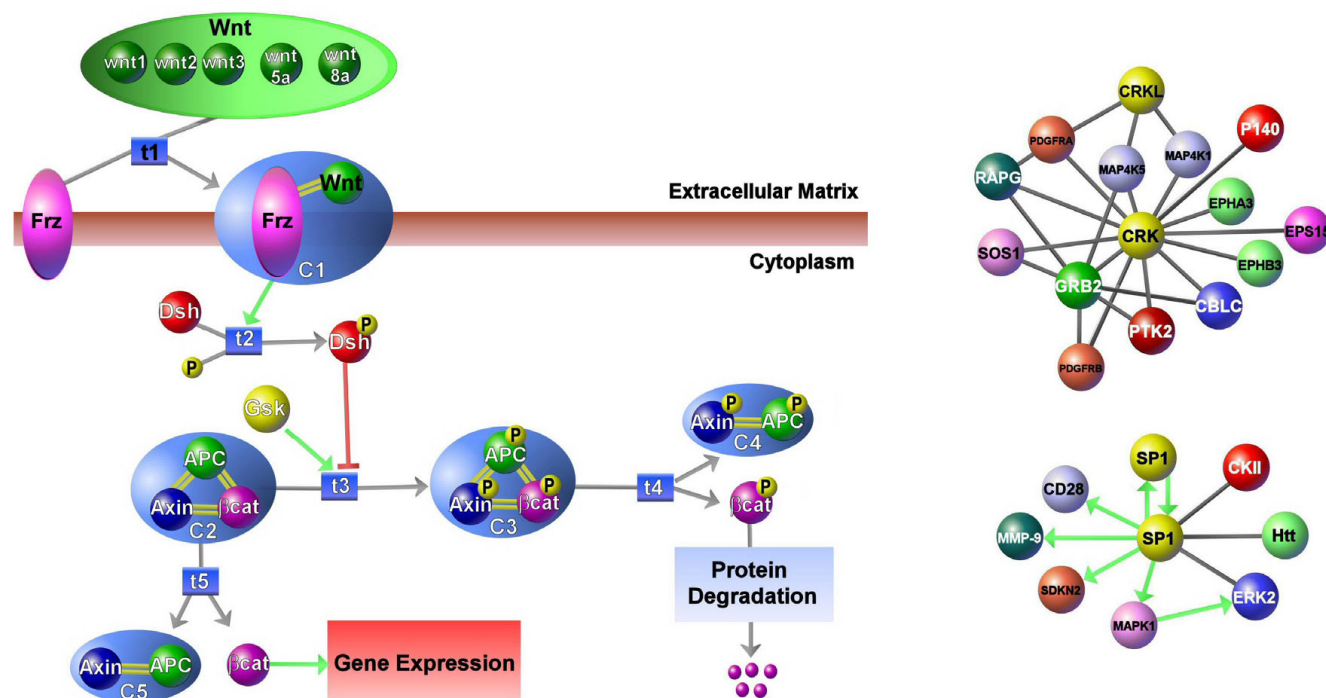 Wnt
wnt1
wnt2
wnt3
wnt
5a
wnt
8a
t1
Frz
Frz
Wnt
C1
Extracellular Matrix
Cytoplasm
Dsh
P
t2
Dsh
P
Gsk
APC
Axin
βcat
C2
t3
P
APC
P
Axin
P
βcat
C3
t4
P
Axin
P
APC
C4
P
βcat
t5
Axin
APC
C5
βcat
Gene Expression
Protein
Degradation
CRKL
PDGFRA
P140
MAP4K5
MAP4K1
RAPG
EPHA3
CRK
EPS15
SOS1
EPHB3
GRB2
CBLC
PTK2
PDGFRB
SP1
CKII
CD28
MMP-9
SP1
Htt
SDKN2
ERK2
MAPK1